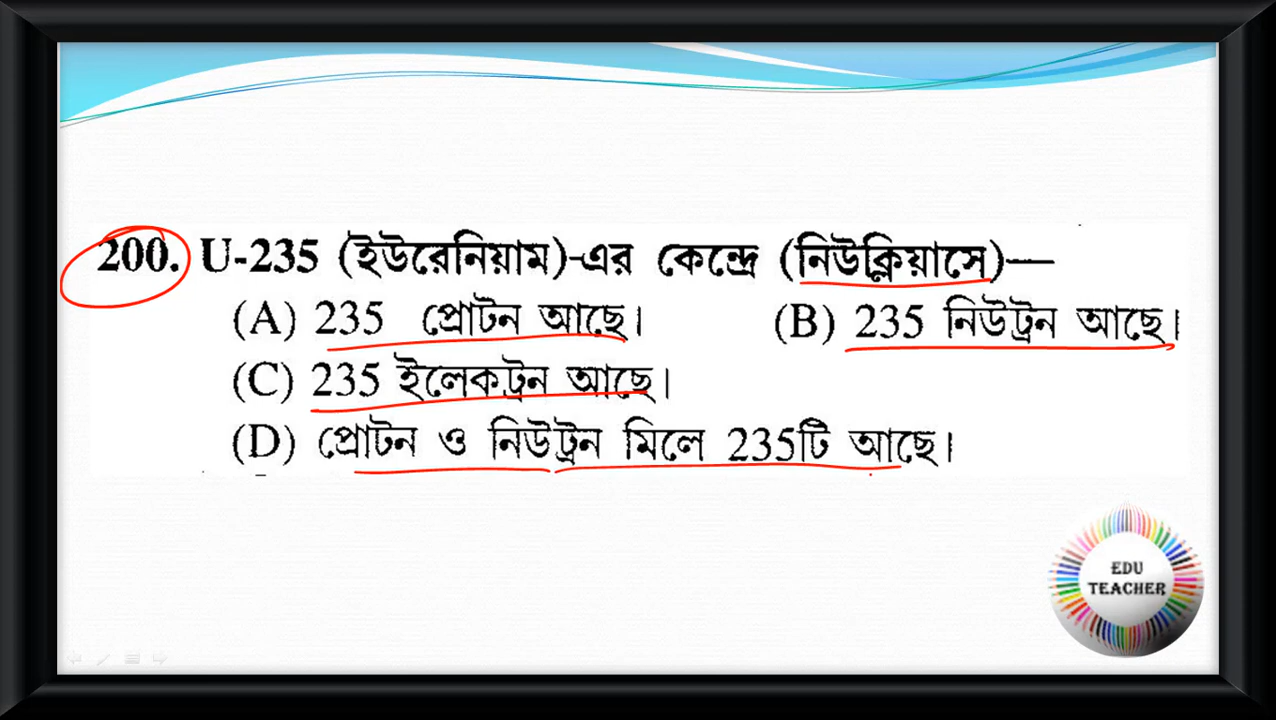 200. U-235 (ইউরেনিয়াম)-এর কেন্দ্রে (নিউক্লিয়াসে)—
(A) 235 প্রোটন আছে। (B) 235 নিউট্রন আছে।
(C) 235 ইলেকট্রন আছে।
(D) প্রোটন ও নিউট্রন মিলে 235টি আছে।
EDU
TEACHER